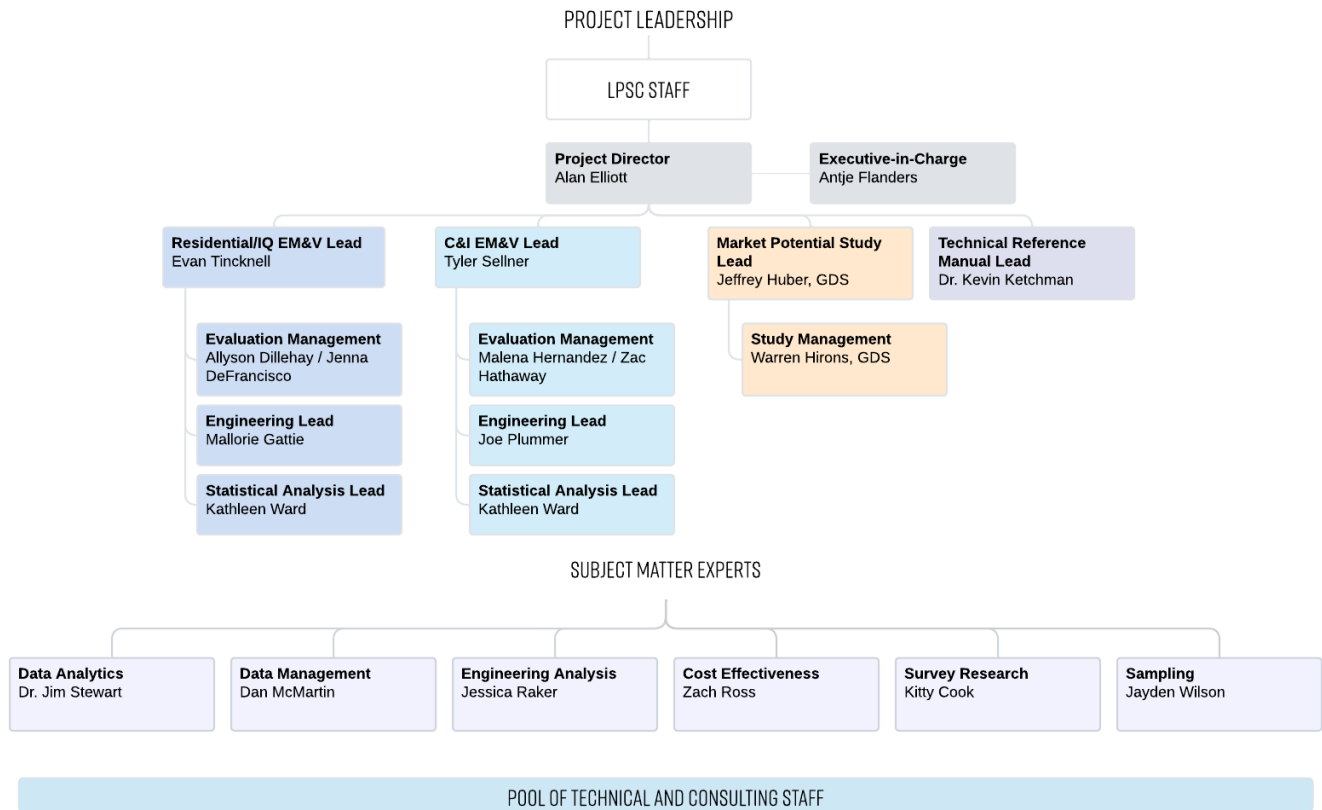 PROJECT LEADERSHIP
LPSC STAFF
Project Director
Alan Elliott
Executive-in-Charge
Antje Flanders
Residential/IQ EM&V Lead
Evan Tincknell
C&I EM&V Lead
Tyler Sellner
Market Potential Study
Lead
Jeffrey Huber, GDS
Technical Reference
Manual Lead
Dr. Kevin Ketchman
Evaluation Management
Allyson Dillehay / Jenna
DeFrancisco
Engineering Lead
Mallorie Gattie
Statistical Analysis Lead
Kathleen Ward
Evaluation Management
Malena Hernandez / Zac
Hathaway
Engineering Lead
Joe Plummer
Statistical Analysis Lead
Kathleen Ward
Study Management
Warren Hirons, GDS
SUBJECT MATTER EXPERTS
Data Analytics
Dr. Jim Stewart
Data Management
Dan McMartin
Engineering Analysis
Jessica Raker
Cost Effectiveness
Zach Ross
Survey Research
Kitty Cook
Sampling
Jayden Wilson
POOL OF TECHNICAL AND CONSULTING STAFF